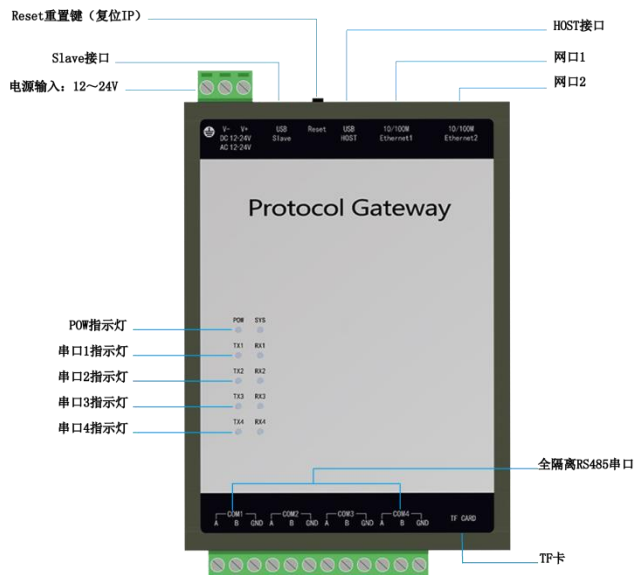 Reset重置键（复位IP）
HOST接口
Slave接口
网口1
电源输入：12～24V
网口2
V- V+
DC 12-24V
AC 12-24V
USB
Slave
Reset
USB
HOST
10/100M
Ethernet1
10/100M
Ethernet2
Protocol Gateway
POW SYS
POW指示灯
TX1 RX1
串口1指示灯
TX2 RX2
串口2指示灯
TX3 RX3
串口3指示灯
TX4 RX4
串口4指示灯
全隔离RS485串口
COM1 COM2 COM3 COM4
A B GND A B GND A B GND A B GND
TF CARD
TF卡